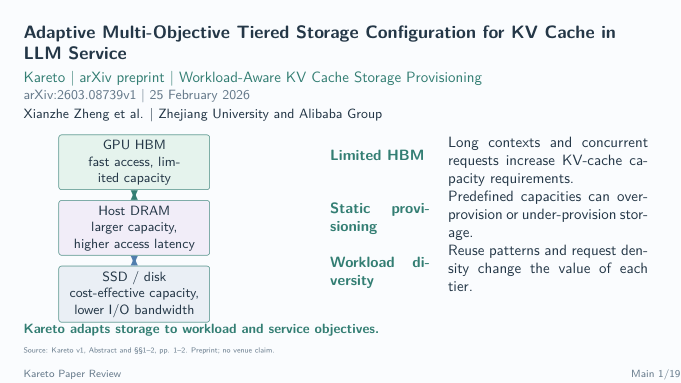 Adaptive Multi-Objective Tiered Storage Configuration for KV Cache in
LLM Service
Kareto | arXiv preprint | Workload-Aware KV Cache Storage Provisioning
arXiv:2603.08739v1 | 25 February 2026
Xianzhe Zheng et al. | Zhejiang University and Alibaba Group
GPU HBM
fast access, lim-
ited capacity
Host DRAM
larger capacity,
higher access latency
SSD / disk
cost-effective capacity,
lower I/O bandwidth
Limited HBM
Long contexts and concurrent
requests increase KV-cache ca-
pacity requirements.
Static provi-
sioning
Predefined capacities can over-
provision or under-provision stor-
age.
Workload di-
versity
Reuse patterns and request den-
sity change the value of each
tier.
Kareto adapts storage to workload and service objectives.
Source: Kareto v1, Abstract and §§1–2, pp. 1–2. Preprint; no venue claim.
Kareto Paper Review
Main 1/19